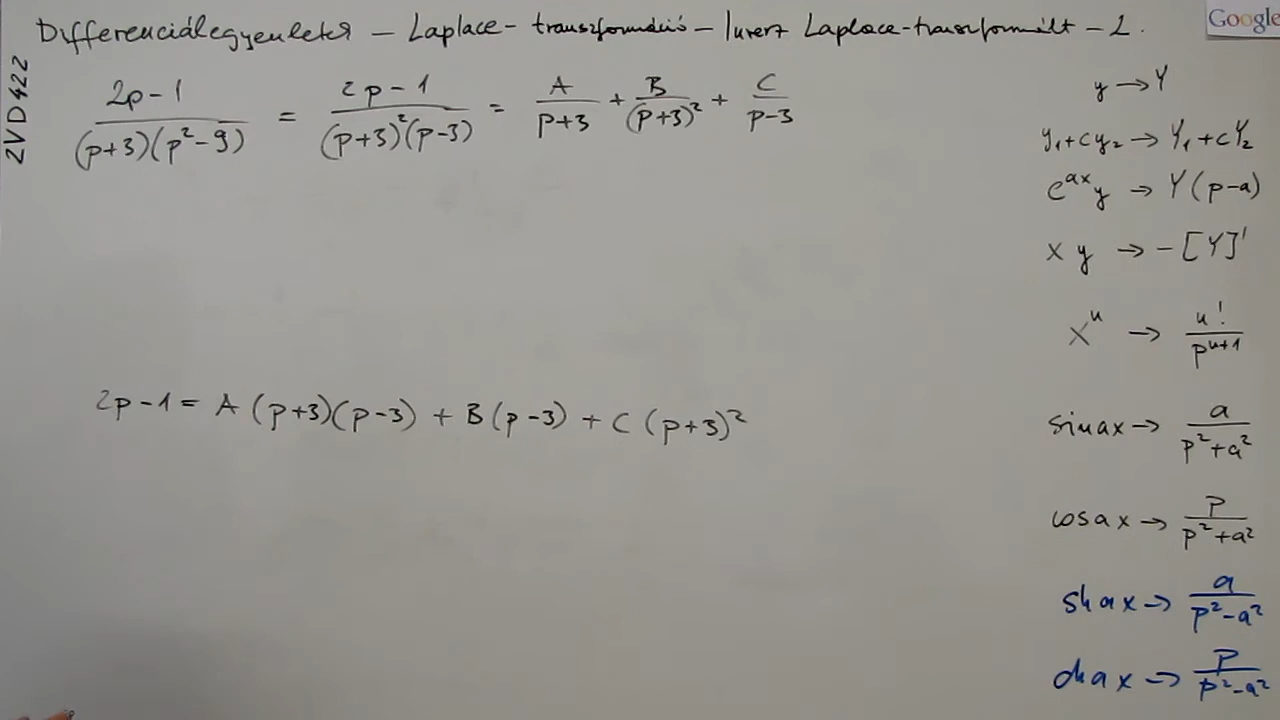 Differenciálegyenletek – Laplace-transzformáció – Inverz Laplace-transzformált – 2.
Google
2VD422
(2p-1)/((p+3)(p²-9)) = (2p-1)/((p+3)²(p-3)) = A/(p+3) + B/(p+3)² + C/(p-3)
2p-1 = A(p+3)(p-3) + B(p-3) + C(p+3)²
y → Y
y₁+cy₂ → Y₁+cY₂
e^(ax) y → Y(p-a)
x y → -[Y]'
xⁿ → n!/p^(n+1)
sin ax → a/(p²+a²)
cos ax → p/(p²+a²)
sh ax → a/(p²-a²)
ch ax → p/(p²-a²)